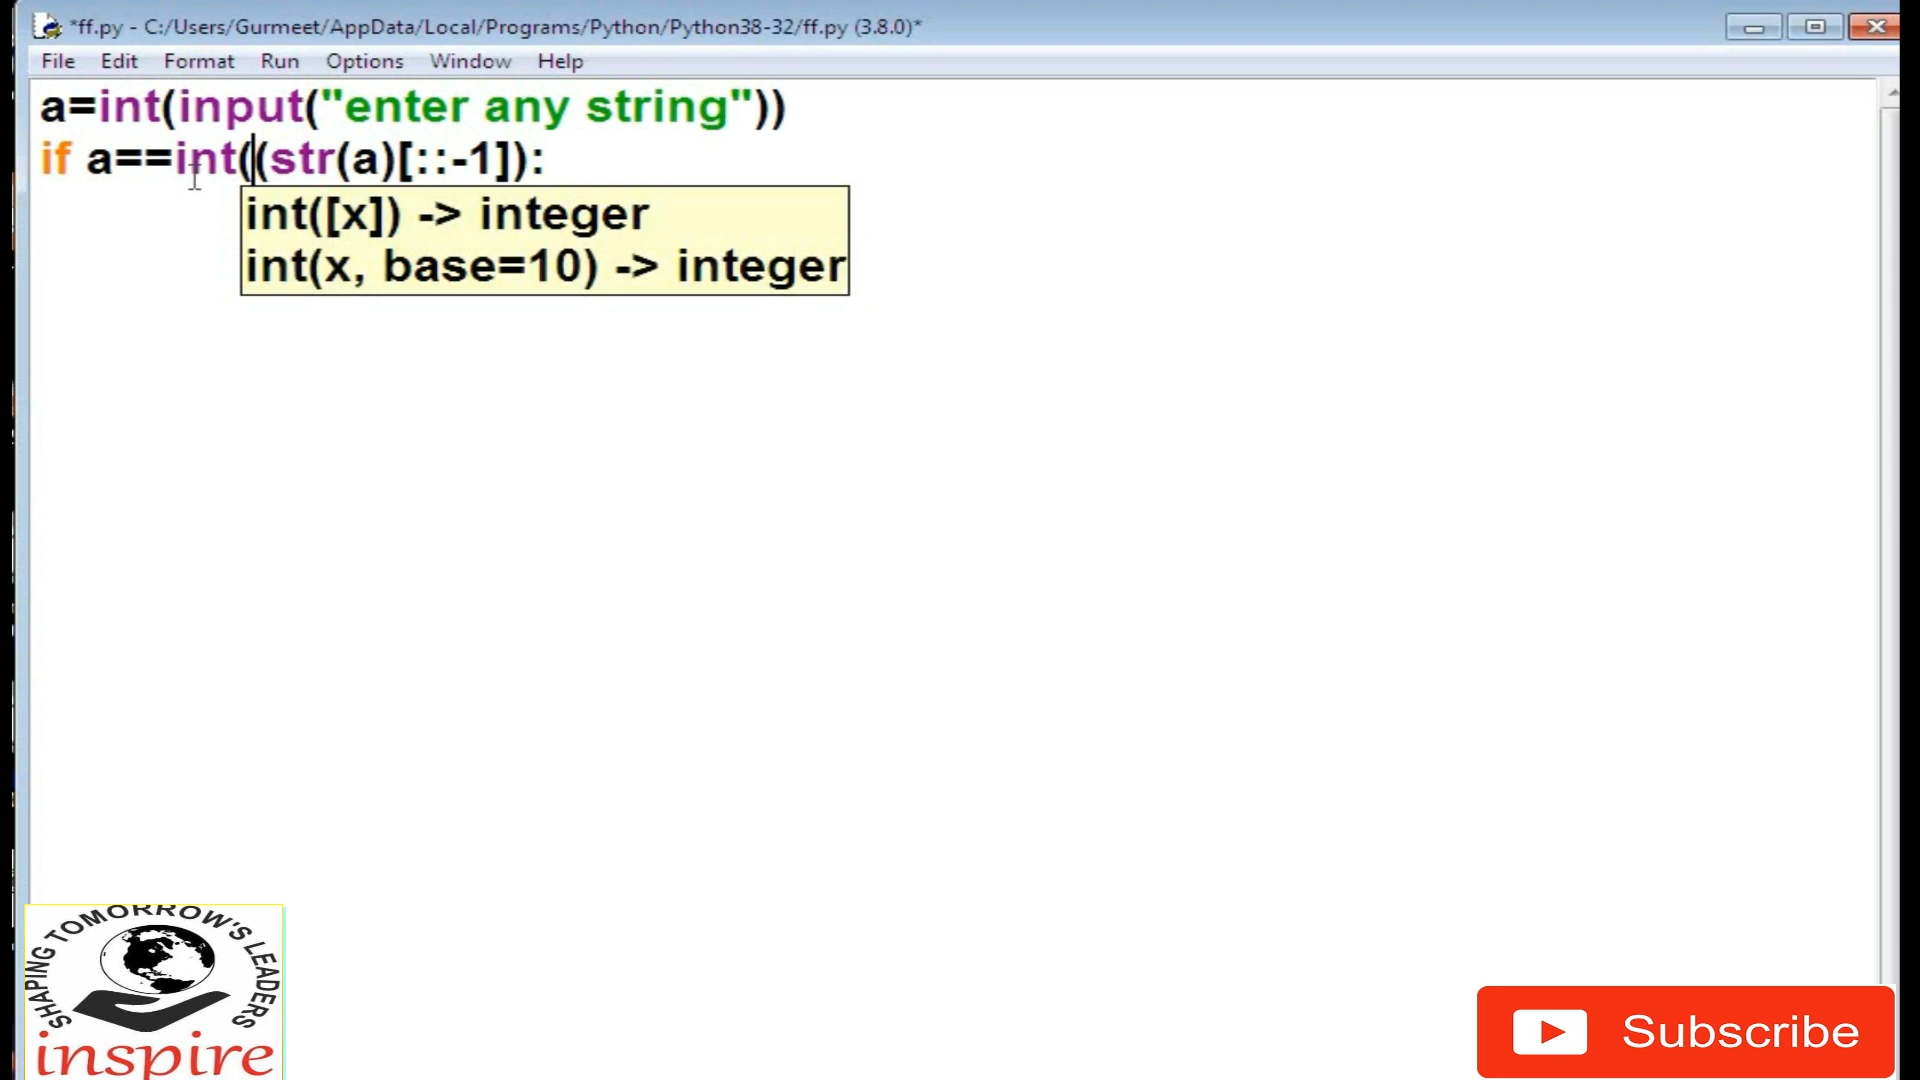 *ff.py - C:/Users/Gurmeet/AppData/Local/Programs/Python/Python38-32/ff.py (3.8.0)*
File Edit Format Run Options Window Help
a=int(input("enter any string"))
if a==int((str(a)[::-1]):
int([x]) -> integer
int(x, base=10) -> integer
SHAPING TOMORROW'S LEADERS
inspire
Subscribe